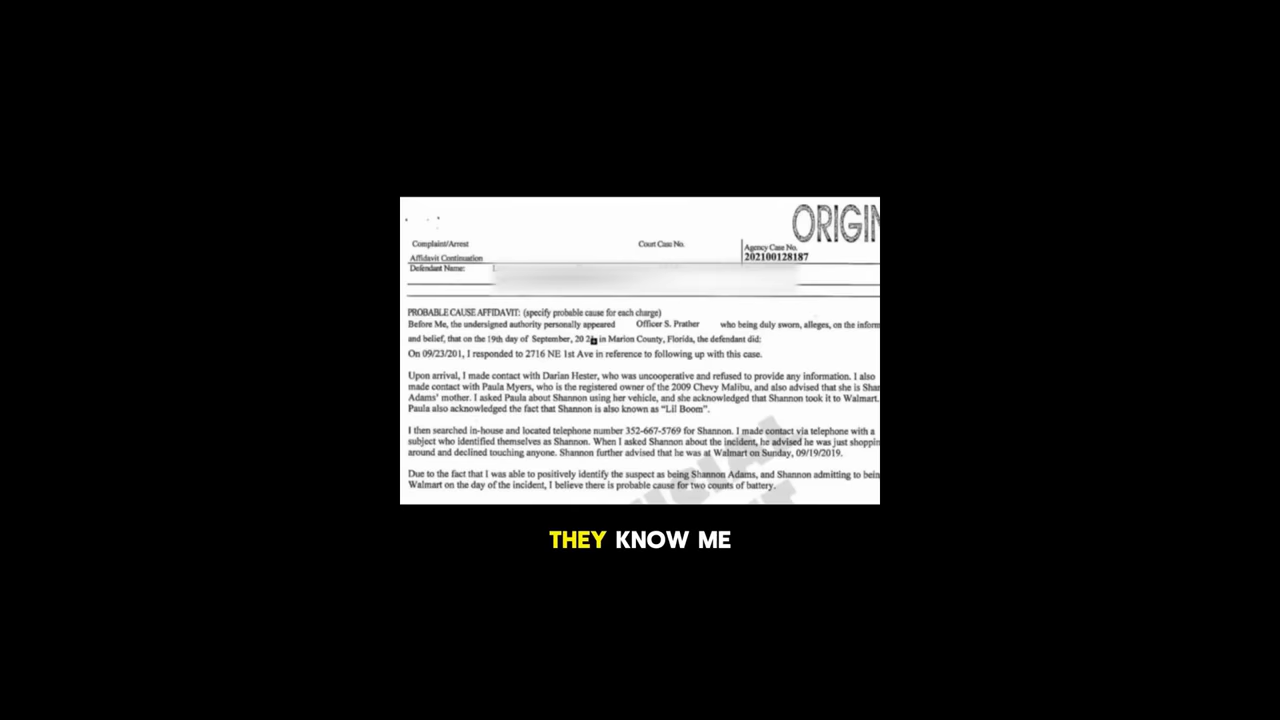 ORIGIN
Complaint/Arrest Court Case No. Agency Case No.
Affidavit Continuation 202100128187
Defendant Name:
PROBABLE CAUSE AFFIDAVIT: (specify probable cause for each charge)
Before Me, the undersigned authority personally appeared Officer S. Prather who being duly sworn, alleges, on the inform
and belief, that on the 19th day of September, 20 in Marion County, Florida, the defendant did:
On 09/23/201, I responded to 2716 NE 1st Ave in reference to following up with this case.
Upon arrival, I made contact with Darian Hester, who was uncooperative and refused to provide any information. I also
made contact with Paula Myers, who is the registered owner of the 2009 Chevy Malibu, and also advised that she is Shan
Adams' mother. I asked Paula about Shannon using her vehicle, and she acknowledged that Shannon took it to Walmart.
Paula also acknowledged the fact that Shannon is also known as "Lil Boom".
I then searched in-house and located telephone number 352-667-5769 for Shannon. I made contact via telephone with a
subject who identified themselves as Shannon. When I asked Shannon about the incident, he advised he was just shoppin
around and declined touching anyone. Shannon further advised that he was at Walmart on Sunday, 09/19/2019.
Due to the fact that I was able to positively identify the suspect as being Shannon Adams, and Shannon admitting to bein
Walmart on the day of the incident, I believe there is probable cause for two counts of battery.
THEY KNOW ME